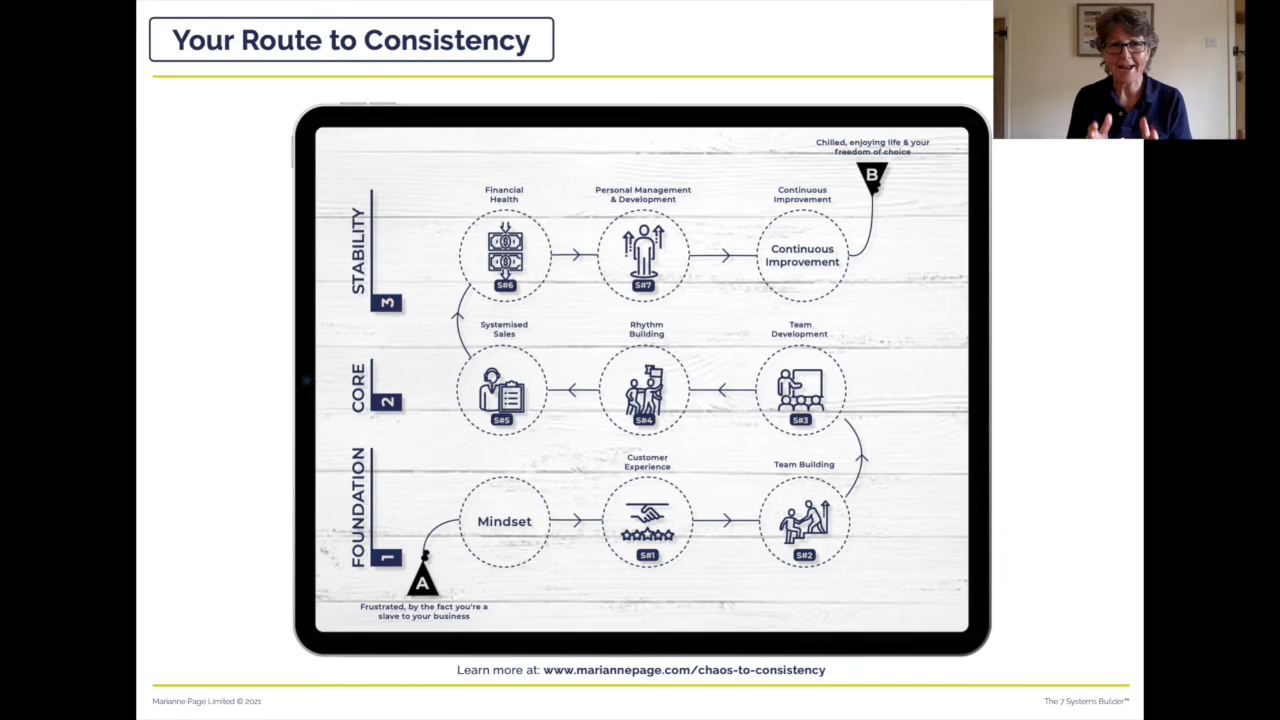 Your Route to Consistency
Chilled, enjoying life & your
freedom of choice
B
STABILITY
3
Financial
Health
S#6
Personal Management
& Development
S#7
Continuous
Improvement
Continuous
Improvement
CORE
2
Systemised
Sales
S#5
Rhythm
Building
S#4
Team
Development
S#3
FOUNDATION
1
Mindset
Customer
Experience
S#1
Team Building
S#2
A
Frustrated, by the fact you're a
slave to your business
Learn more at: www.mariannepage.com/chaos-to-consistency
Marianne Page Limited © 2021
The 7 Systems Builder™